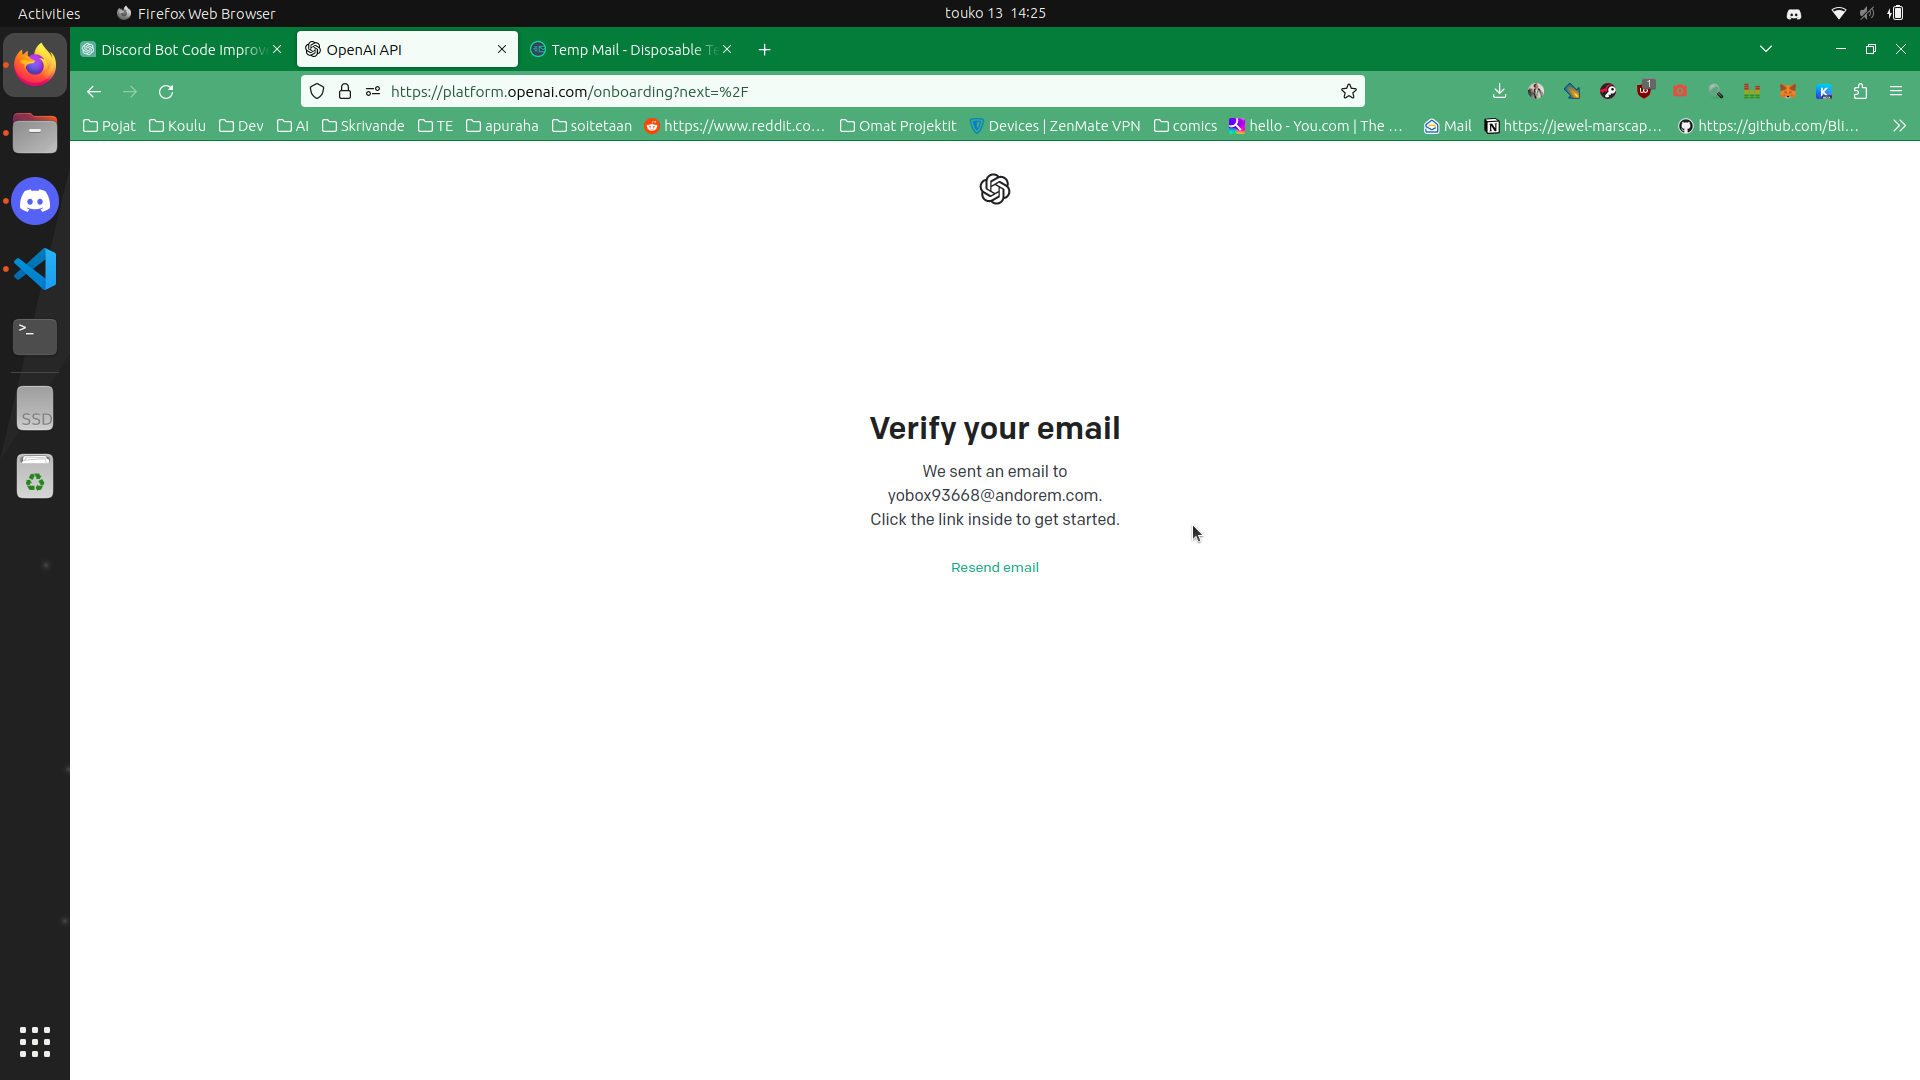 Activities
Firefox Web Browser
touko 13 14:25
Discord Bot Code Improv
OpenAI API
Temp Mail - Disposable Te
https://platform.openai.com/onboarding?next=%2F
1
Pojat
Koulu
Dev
AI
Skrivande
TE
apuraha
soitetaan
https://www.reddit.co…
Omat Projektit
Devices | ZenMate VPN
comics
hello - You.com | The …
Mail
https://jewel-marscap…
https://github.com/Bli…
>_
SSD
Verify your email
We sent an email to
yobox93668@andorem.com.
Click the link inside to get started.
Resend email